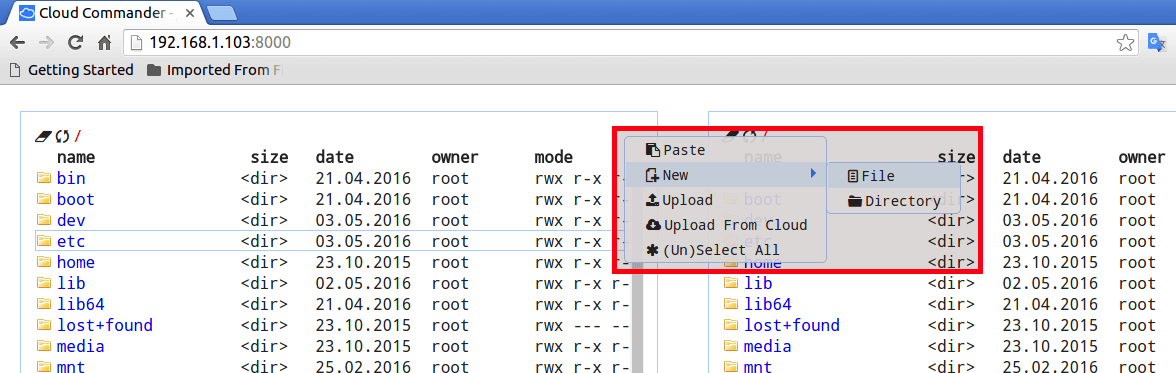 Cloud Commander -
192.168.1.103:8000
Getting Started Imported From F
/
name size date owner mode
bin <dir> 21.04.2016 root rwx r-x r-
boot <dir> 21.04.2016 root rwx r-x r-
dev <dir> 03.05.2016 root rwx r-x r-
etc <dir> 03.05.2016 root rwx r-x r-
home <dir> 23.10.2015 root rwx r-x r-
lib <dir> 02.05.2016 root rwx r-x r-
lib64 <dir> 21.04.2016 root rwx r-x r-
lost+found <dir> 23.10.2015 root rwx --- --
media <dir> 23.10.2015 root rwx r-x r-
mnt <dir> 25.02.2016 root rwx r-x r-
Paste
New
Upload
Upload From Cloud
(Un)Select All
File
Directory
/
name size date owner
<dir> 21.04.2016 root
boot <dir> 21.04.2016 root
dev <dir> 03.05.2016 root
etc <dir> 03.05.2016 root
home <dir> 23.10.2015 root
lib <dir> 02.05.2016 root
lib64 <dir> 21.04.2016 root
lost+found <dir> 23.10.2015 root
media <dir> 23.10.2015 root
mnt <dir> 25.02.2016 root